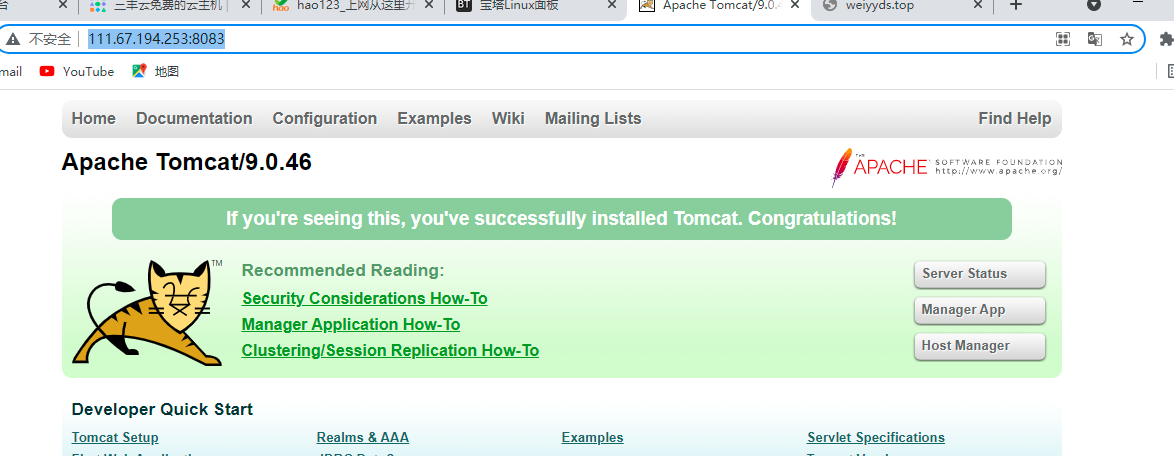 台 三丰云免费的云主机 hao123_上网从这里开 BT 宝塔Linux面板 Apache Tomcat/9.0.4 weiyyds.top
不安全 111.67.194.253:8083
mail YouTube 地图
Home Documentation Configuration Examples Wiki Mailing Lists Find Help
Apache Tomcat/9.0.46
THE APACHE SOFTWARE FOUNDATION
http://www.apache.org/
If you're seeing this, you've successfully installed Tomcat. Congratulations!
TM
Recommended Reading:
Security Considerations How-To
Manager Application How-To
Clustering/Session Replication How-To
Server Status
Manager App
Host Manager
Developer Quick Start
Tomcat Setup Realms & AAA Examples Servlet Specifications